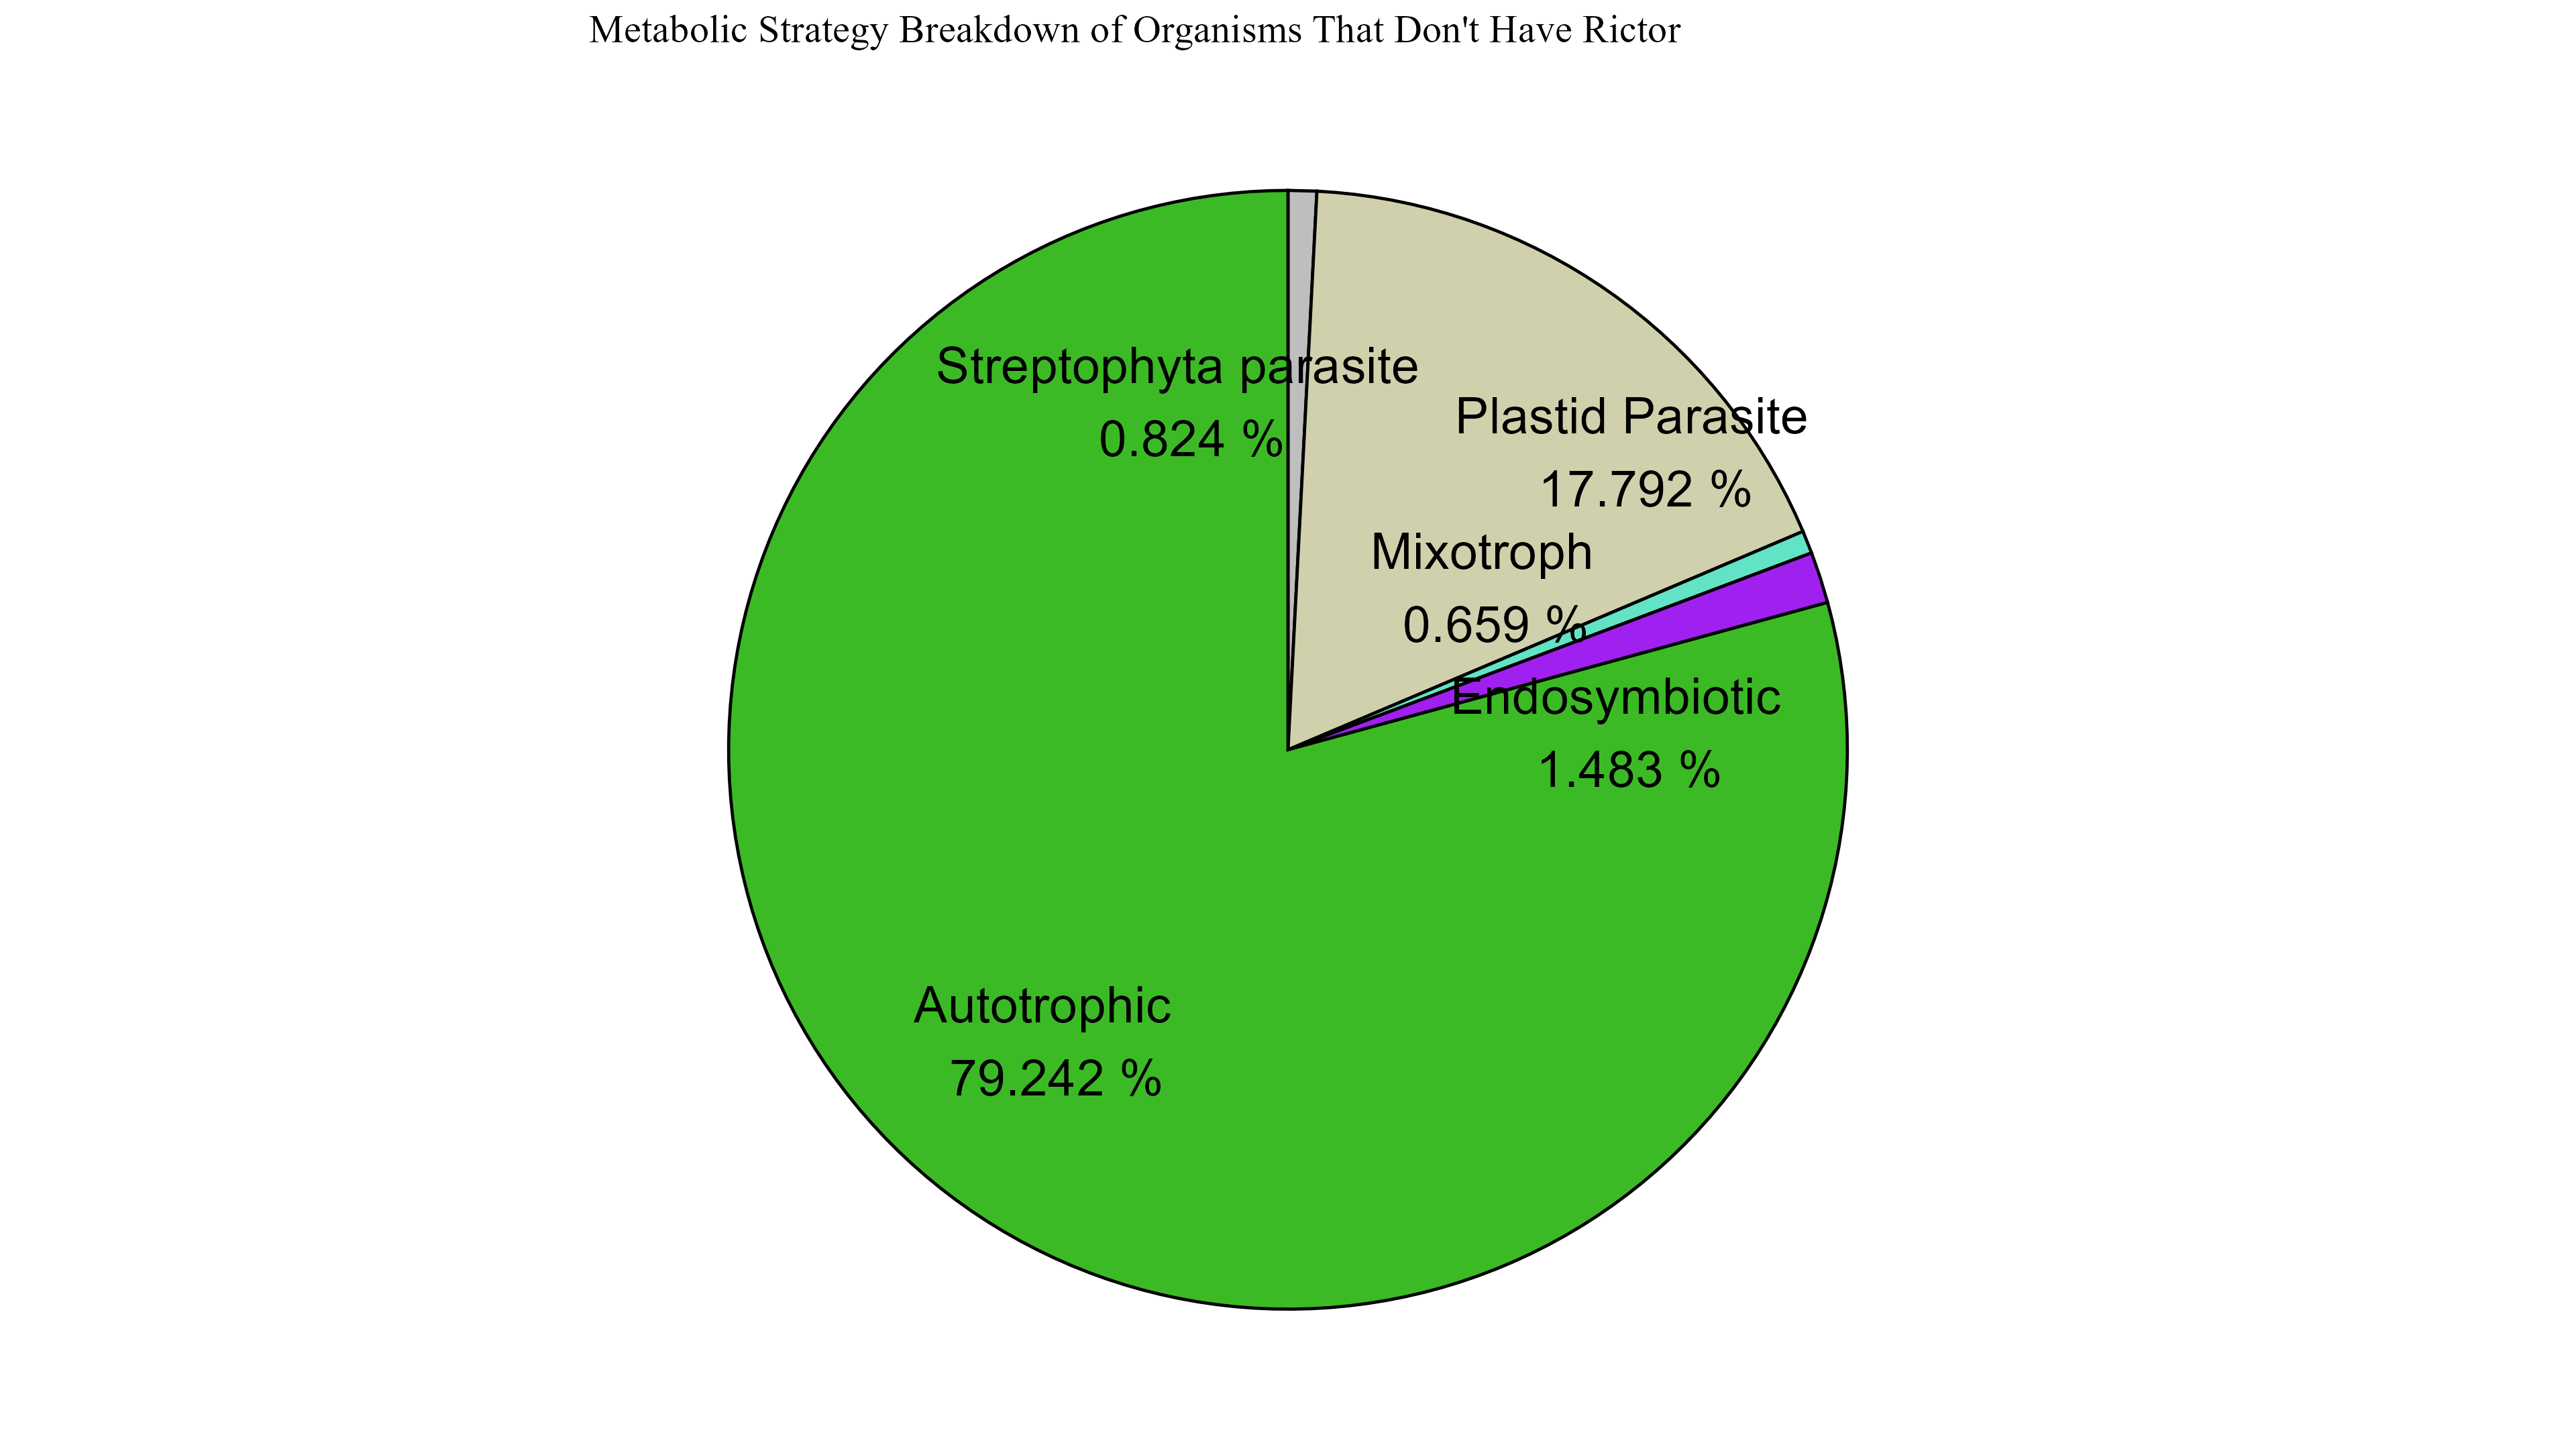 Metabolic Strategy Breakdown of Organisms That Don't Have Rictor
Streptophyta parasite
0.824 %
Plastid Parasite
17.792 %
Mixotroph
0.659 %
Endosymbiotic
1.483 %
Autotrophic
79.242 %